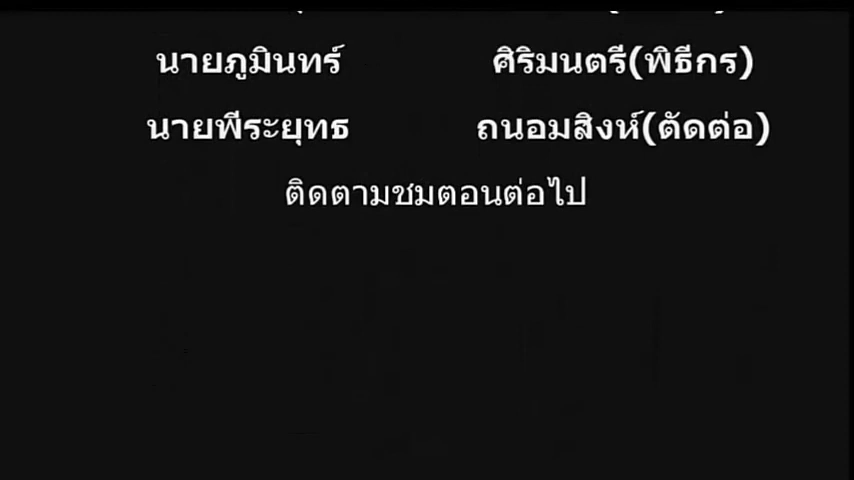 นายภูมินทร์ ศิริมนตรี(พิธีกร)
นายพีระยุทธ ถนอมสิงห์(ตัดต่อ)
ติดตามชมตอนต่อไป